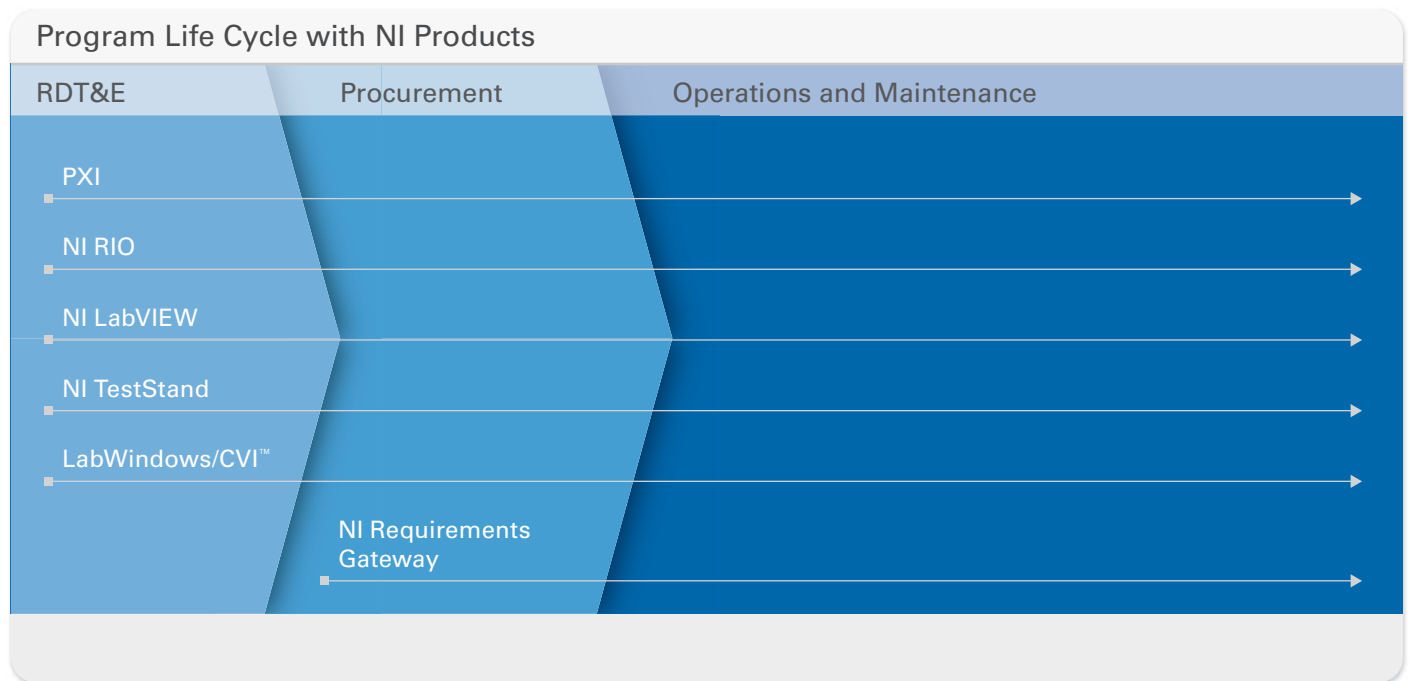 Program Life Cycle with NI Products
RDT&E
Procurement
Operations and Maintenance
PXI
NI RIO
NI LabVIEW
NI TestStand
LabWindows/CVI™
NI Requirements
Gateway